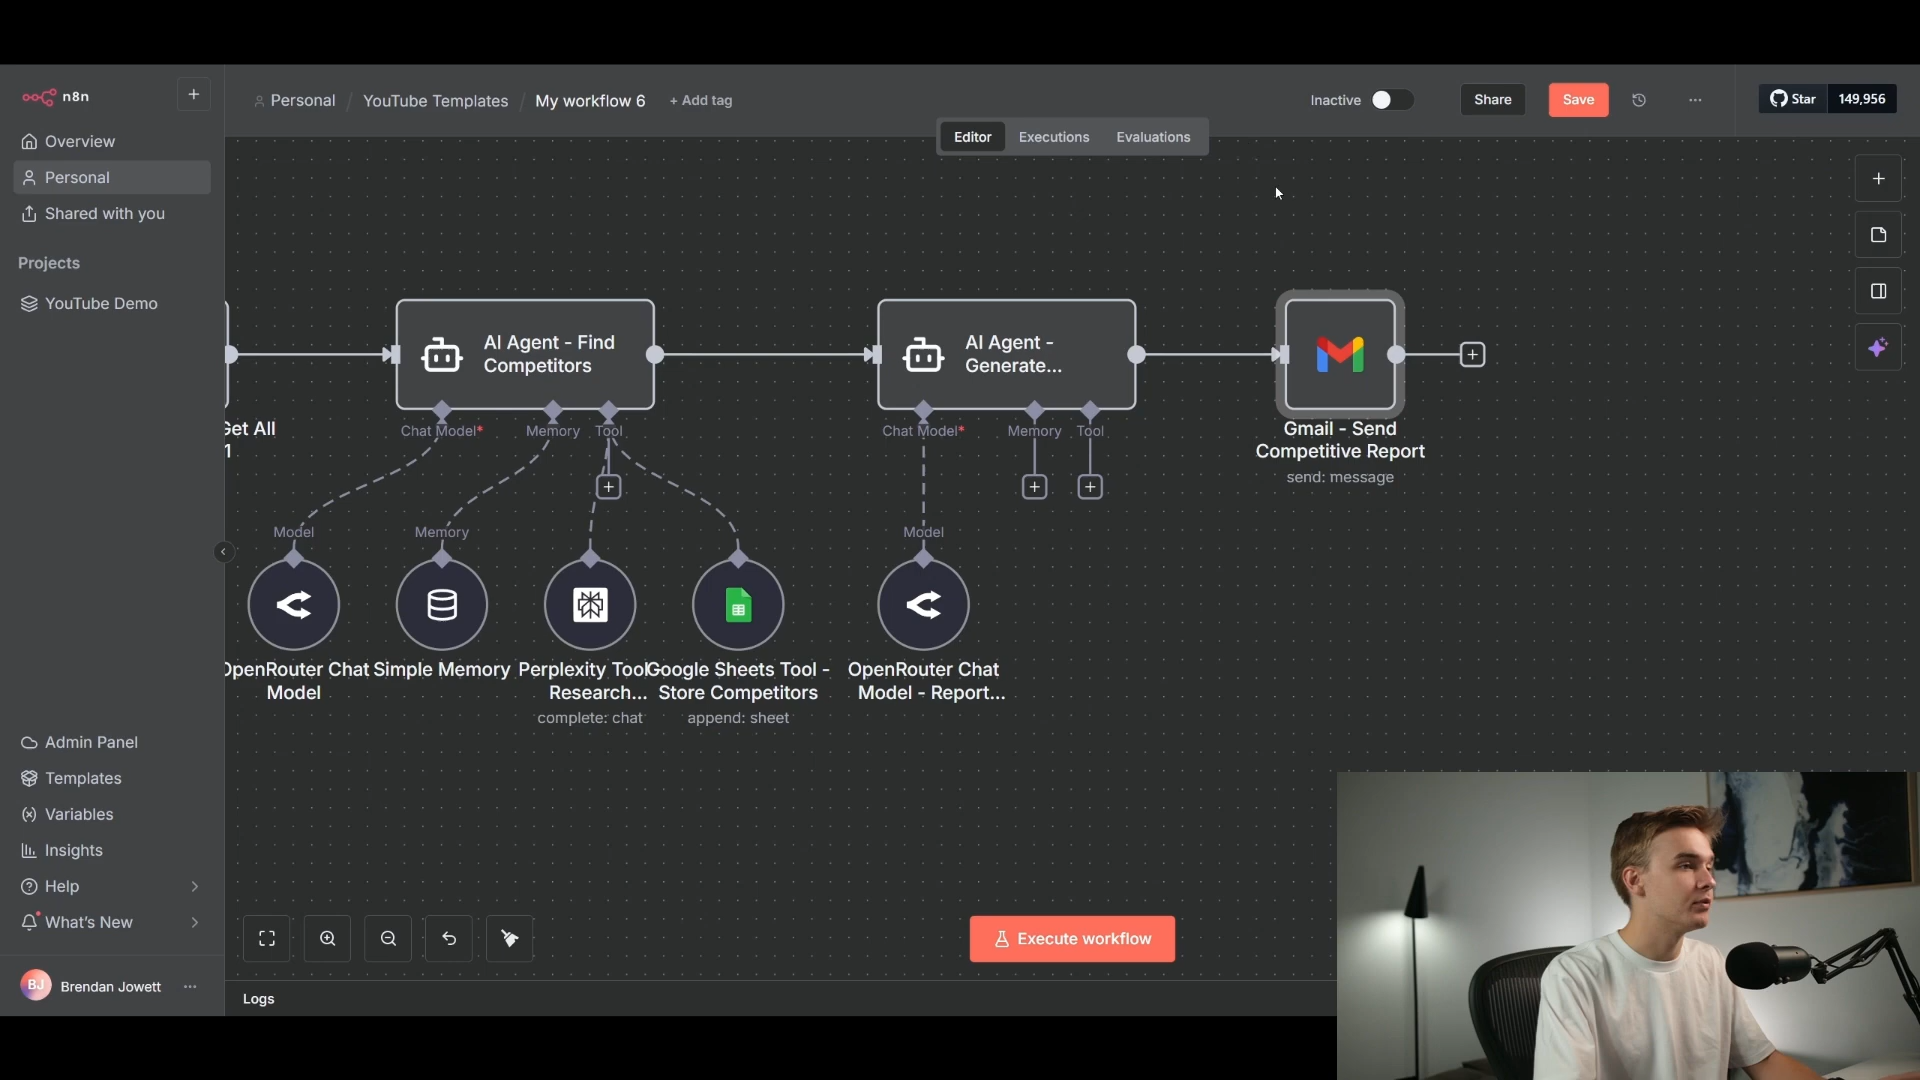 n8n
Personal / YouTube Templates / My workflow 6 + Add tag
Inactive
Share
Save
Star 149,956
Editor Executions Evaluations
Overview
Personal
Shared with you
Projects
YouTube Demo
AI Agent - Find
Competitors
AI Agent -
Generate...
Get All
1
Chat Model* Memory Tool
Chat Model* Memory Tool
Gmail - Send
Competitive Report
send: message
Model Memory Model
OpenRouter Chat
Model
Simple Memory
Perplexity Tool
Research...
complete: chat
Google Sheets Tool -
Store Competitors
append: sheet
OpenRouter Chat
Model - Report...
Admin Panel
Templates
Variables
Insights
Help
What's New
BJ Brendan Jowett
Execute workflow
Logs